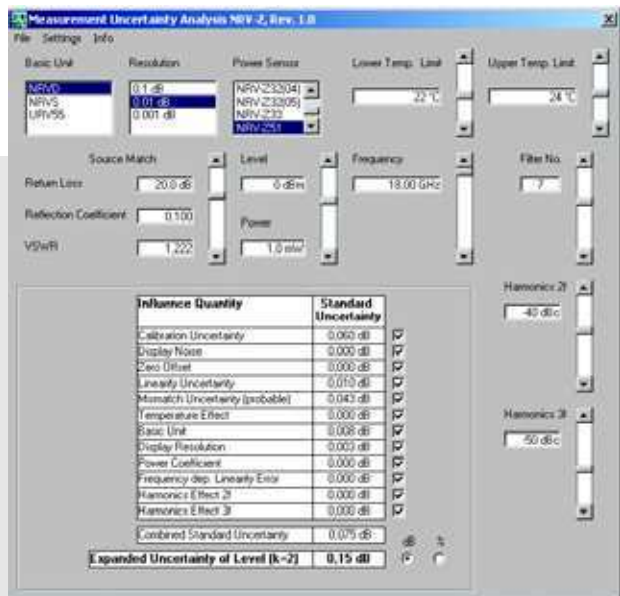 Measurement Uncertainty Analysis NRV-Z, Rev. 1.0
File Settings Info
Basic Unit
NRVD
NRVS
URV55
Resolution
0.1 dB
0.01 dB
0.001 dB
Power Sensor
NRV-Z32(04)
NRV-Z32(05)
NRV-Z33
NRV-Z51
Lower Temp. Limit
22 °C
Upper Temp. Limit
24 °C
Source Match
Return Loss
20.0 dB
Reflection Coefficient
0.100
VSWR
1.222
Level
0 dBm
Power
1.0 mW
Frequency
18.00 GHz
Filter No.
7
Harmonics 2f
-40 dBc
Harmonics 3f
-50 dBc
Influence Quantity Standard Uncertainty
Calibration Uncertainty 0,060 dB
Display Noise 0,000 dB
Zero Offset 0,000 dB
Linearity Uncertainty 0,010 dB
Mismatch Uncertainty (probable) 0,043 dB
Temperature Effect 0,000 dB
Basic Unit 0,008 dB
Display Resolution 0,003 dB
Power Coefficient 0,000 dB
Frequency dep. Linearity Error 0,000 dB
Harmonics Effect 2f 0,000 dB
Harmonics Effect 3f 0,000 dB
Combined Standard Uncertainty 0,075 dB
dB %
Expanded Uncertainty of Level (k=2) 0,15 dB